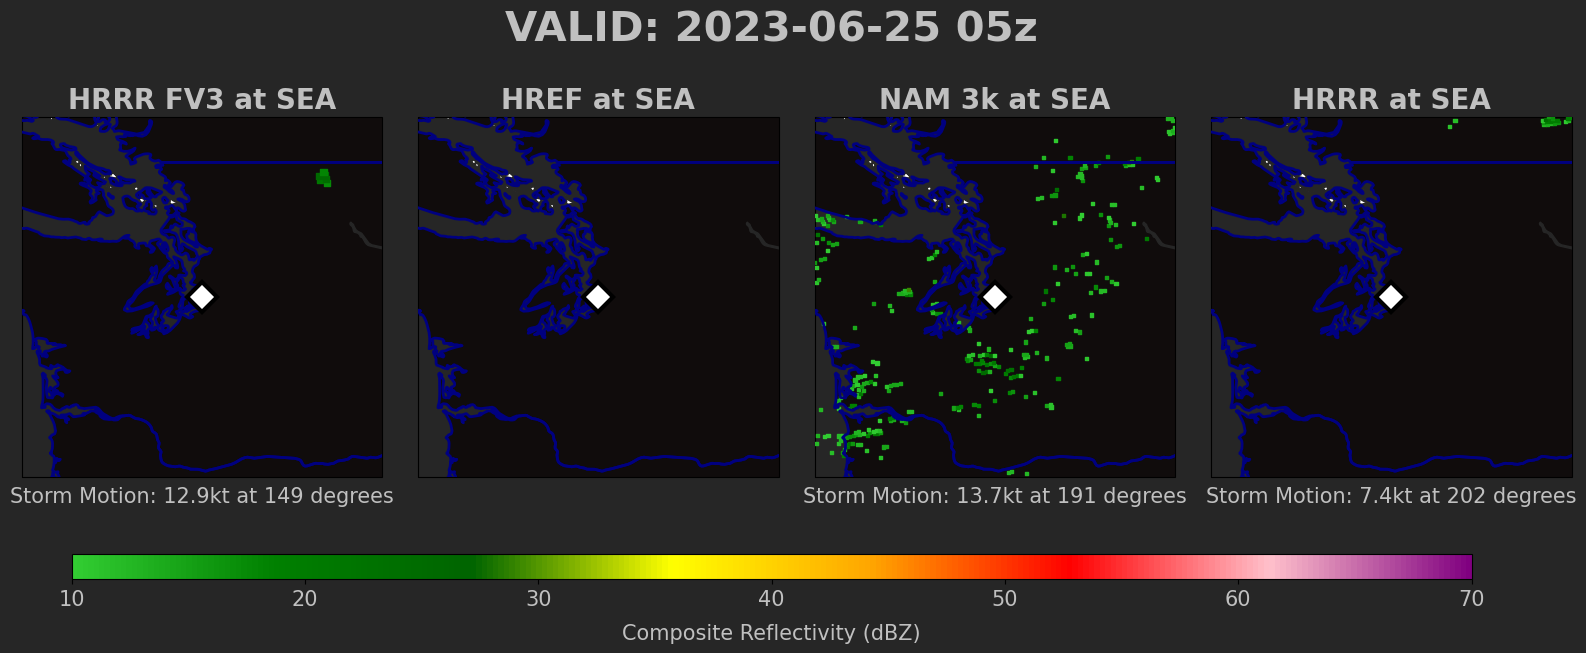 VALID: 2023-06-25 05z
HRRR FV3 at SEA
HREF at SEA
NAM 3k at SEA
HRRR at SEA
Storm Motion: 12.9kt at 149 degrees
Storm Motion: 13.7kt at 191 degrees
Storm Motion: 7.4kt at 202 degrees
10 20 30 40 50 60 70
Composite Reflectivity (dBZ)